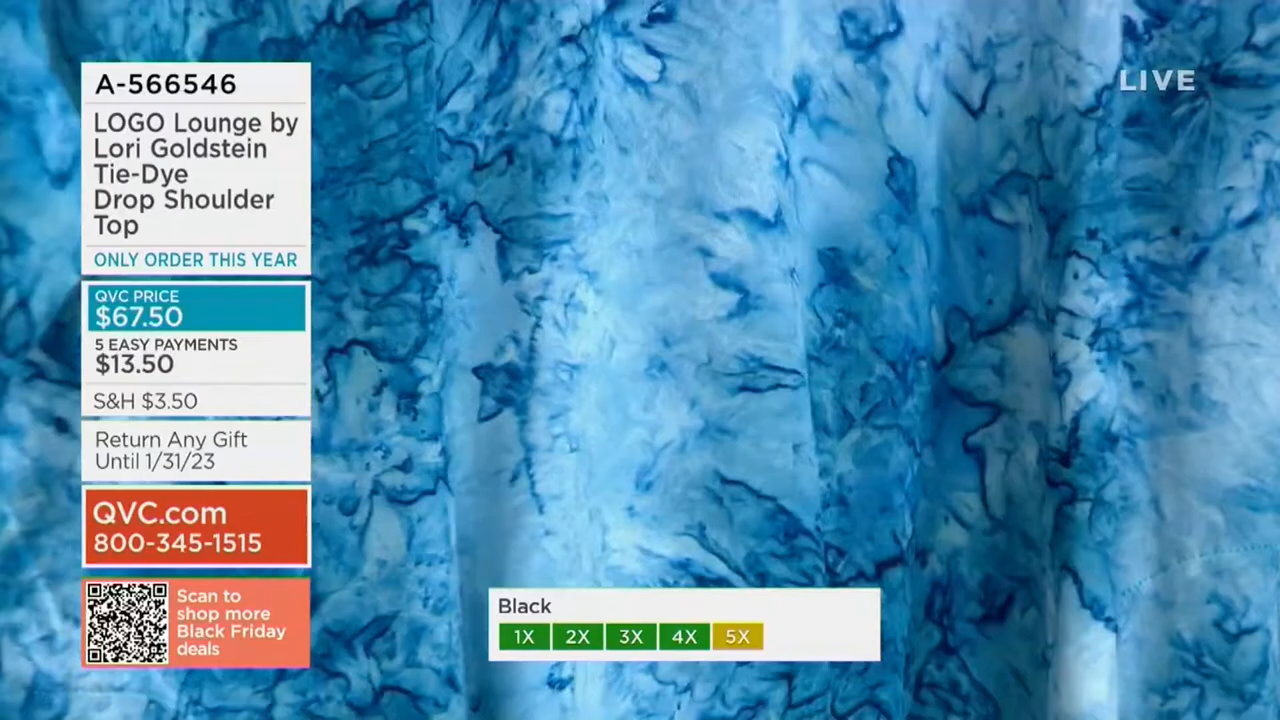 A-566546
LOGO Lounge by
Lori Goldstein
Tie-Dye
Drop Shoulder
Top
ONLY ORDER THIS YEAR
QVC PRICE
$67.50
5 EASY PAYMENTS
$13.50
S&H $3.50
Return Any Gift
Until 1/31/23
QVC.com
800-345-1515
Scan to
shop more
Black Friday
deals
LIVE
Black
1X 2X 3X 4X 5X